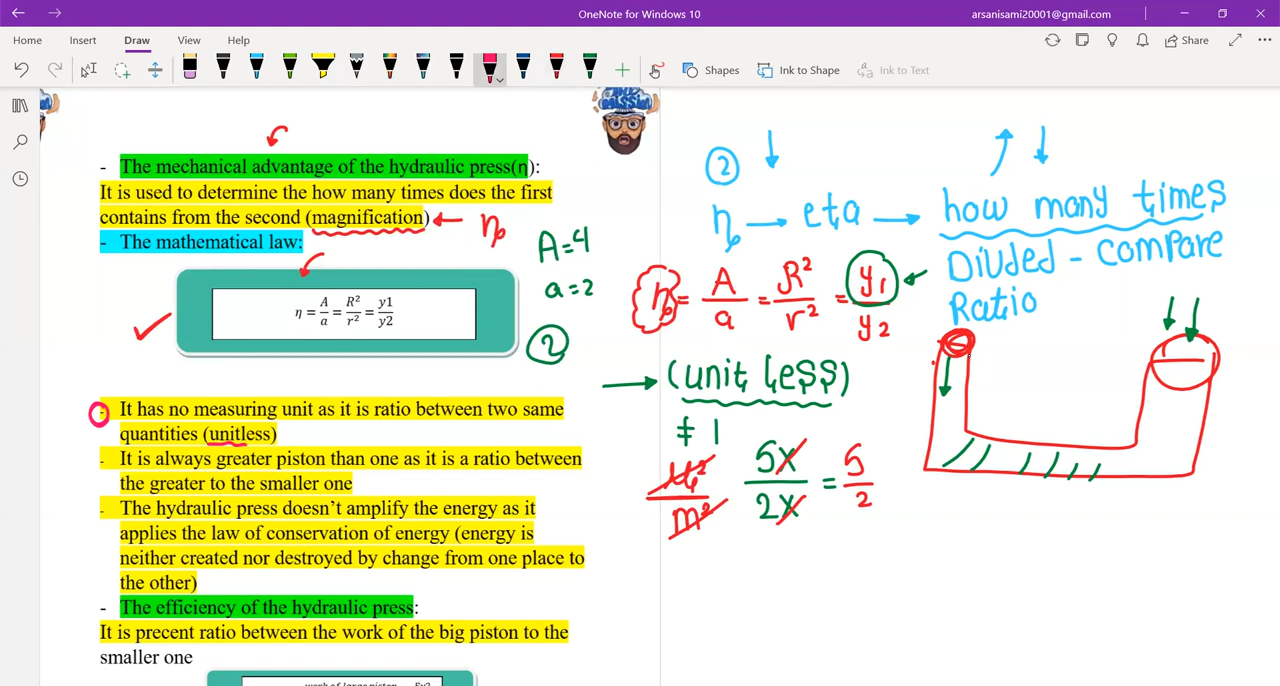 OneNote for Windows 10
arsanisami20001@gmail.com
Home
Insert
Draw
View
Help
Share
Shapes
Ink to Shape
Ink to Text
- The mechanical advantage of the hydraulic press(η):
It is used to determine the how many times does the first
contains from the second (magnification)
η
- The mathematical law:
η = A/a = R²/r² = y1/y2
A=4
a=2
2
- It has no measuring unit as it is ratio between two same
quantities (unitless)
- It is always greater piston than one as it is a ratio between
the greater to the smaller one
- The hydraulic press doesn't amplify the energy as it
applies the law of conservation of energy (energy is
neither created nor destroyed by change from one place to
the other)
- The efficiency of the hydraulic press:
It is precent ratio between the work of the big piston to the
smaller one
2
η → eta → how many times
Divded - Compare
Ratio
η = A/a = R²/r² = y₁/y₂
(unit less)
≠ 1
M²/m²
5x/2x = 5/2